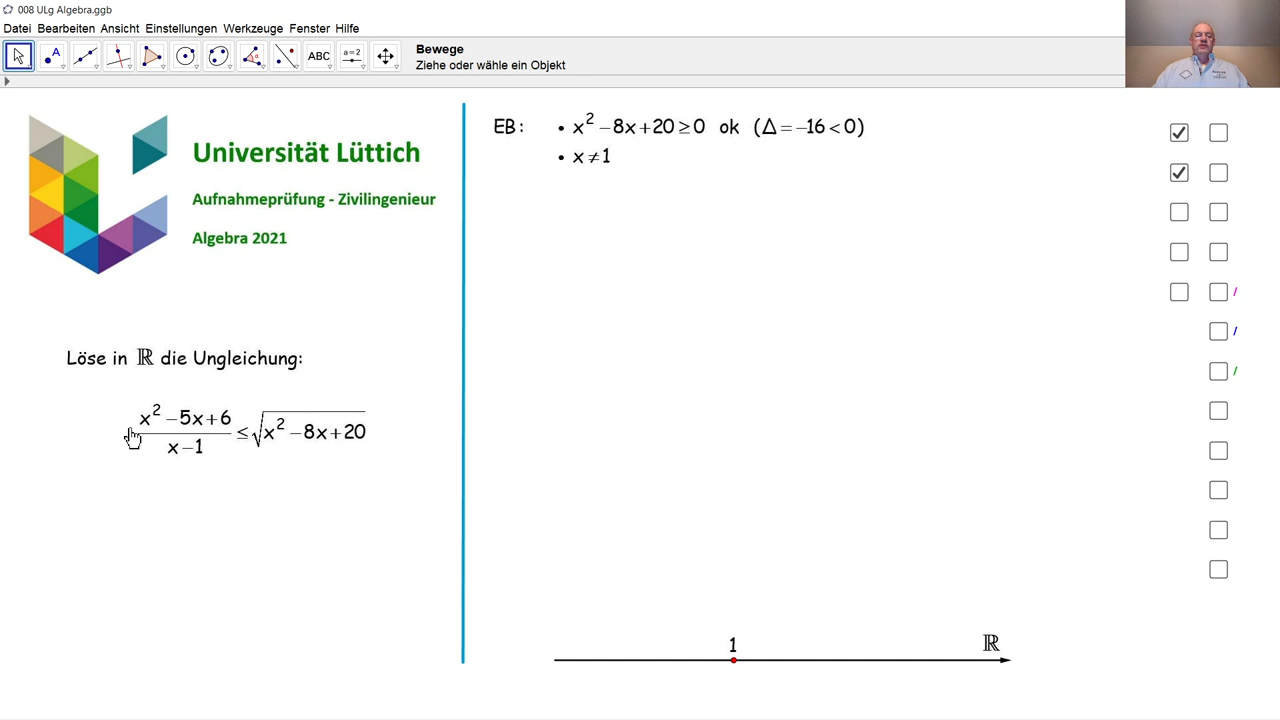 008 ULg Algebra.ggb
Datei Bearbeiten Ansicht Einstellungen Werkzeuge Fenster Hilfe
A
ABC
a=2
Bewege
Ziehe oder wähle ein Objekt
Universität Lüttich
Aufnahmeprüfung - Zivilingenieur
Algebra 2021
Löse in ℝ die Ungleichung:
x² − 5x + 6
≤ √(x² − 8x + 20)
x − 1
EB: • x² − 8x + 20 ≥ 0 ok (Δ = −16 < 0)
• x ≠ 1
/
/
/
1
ℝ